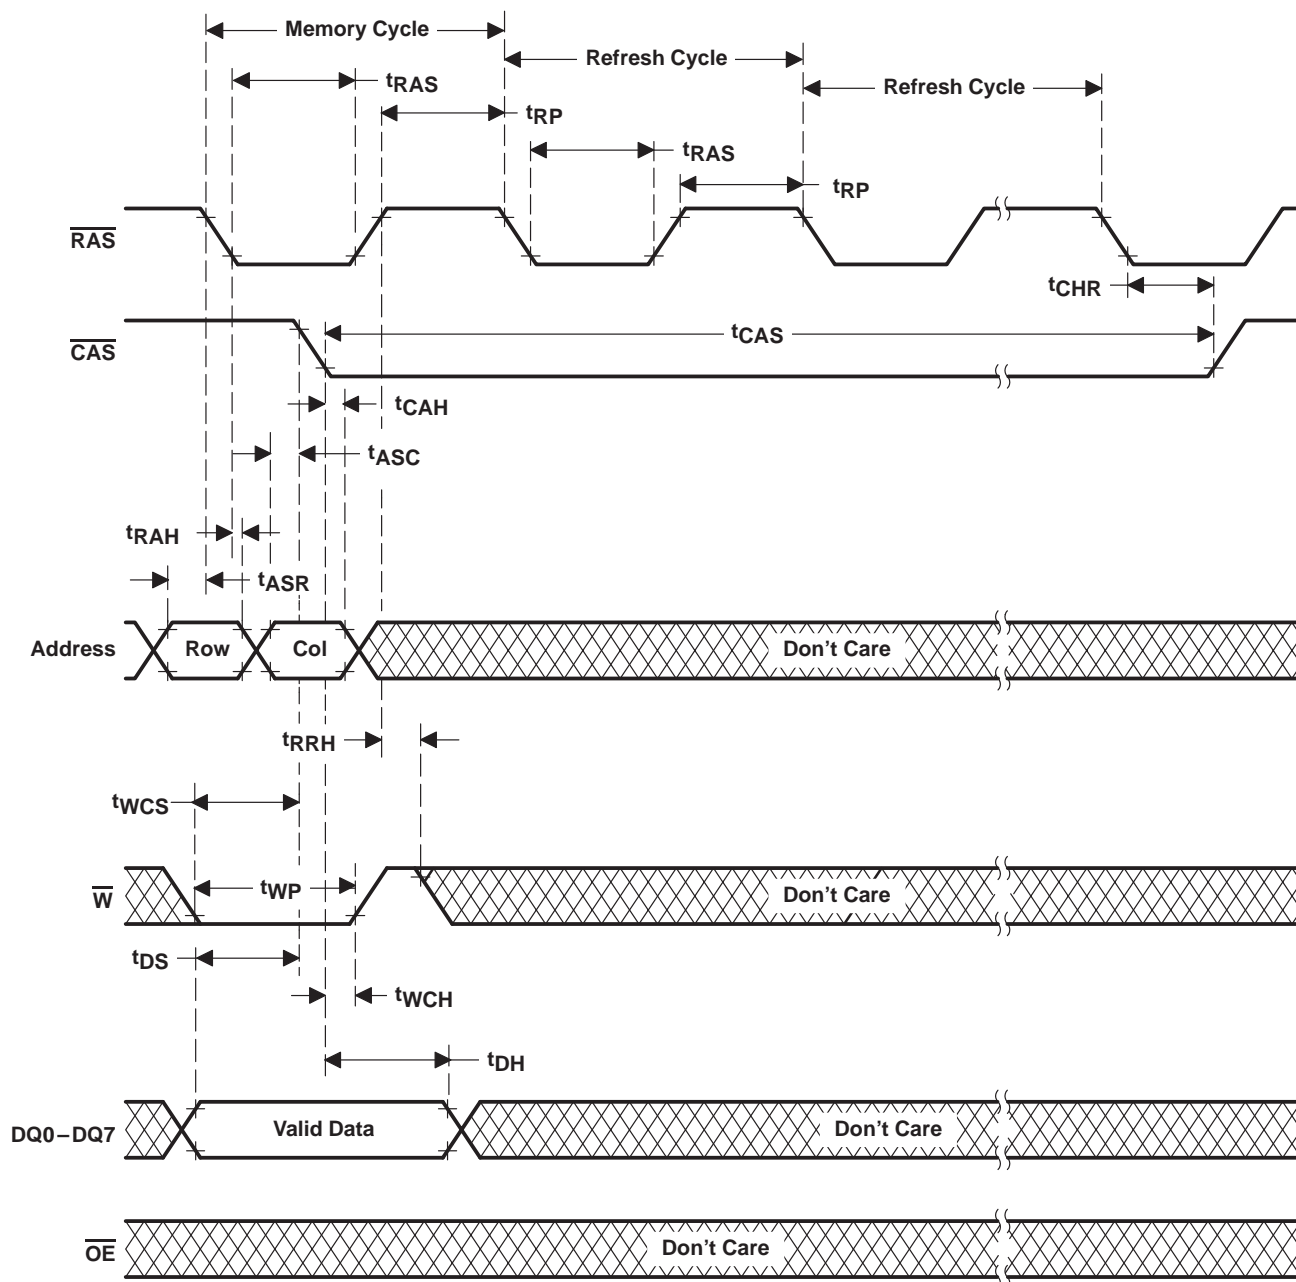 Memory Cycle
Refresh Cycle
Refresh Cycle
tRAS
tRP
tRAS
tRP
RAS
tCHR
tCAS
CAS
tCAH
tASC
tRAH
tASR
Address
Row
Col
Don't Care
tRRH
tWCS
W
tWP
Don't Care
tDS
tWCH
tDH
DQ0–DQ7
Valid Data
Don't Care
OE
Don't Care